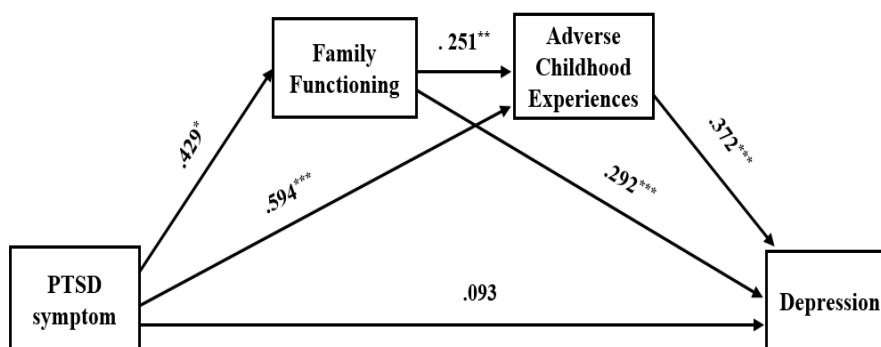 Family
Functioning
. 251**
Adverse
Childhood
Experiences
.429*
.594***
.372***
.292***
PTSD
symptom
.093
Depression